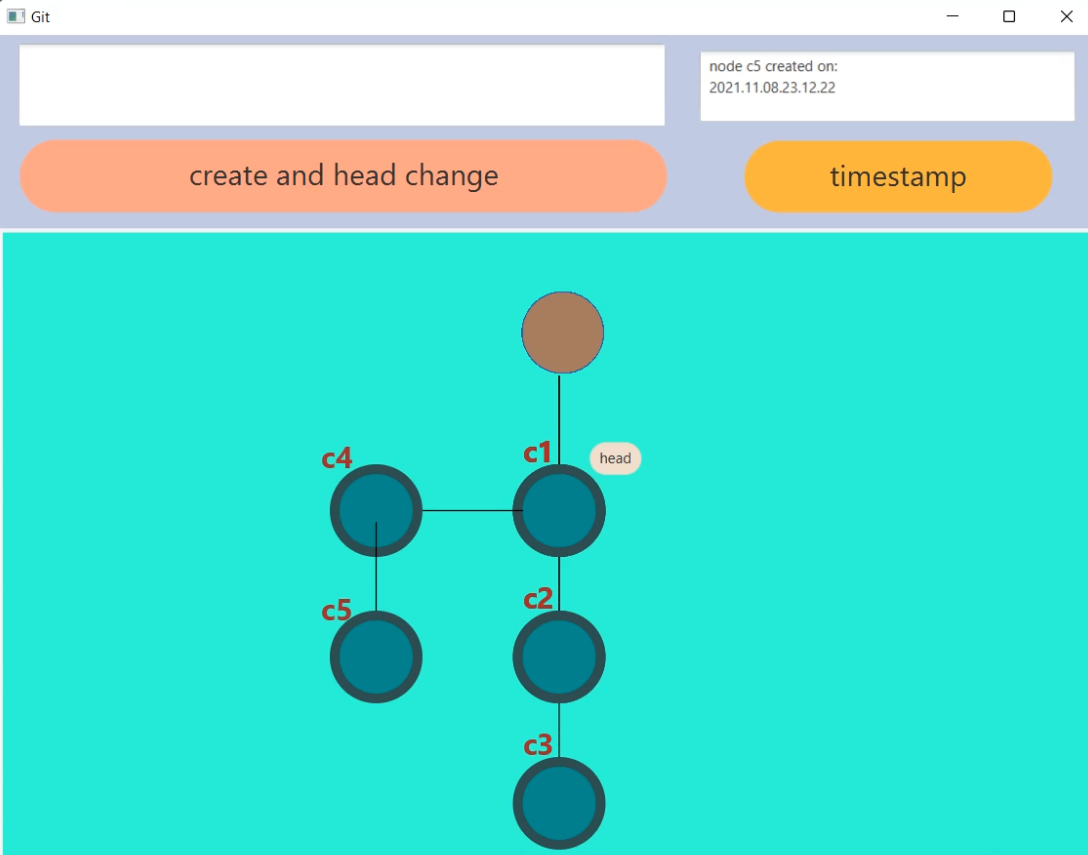 Git
node c5 created on:
2021.11.08.23.12.22
create and head change
timestamp
c4
c1
head
c5
c2
c3